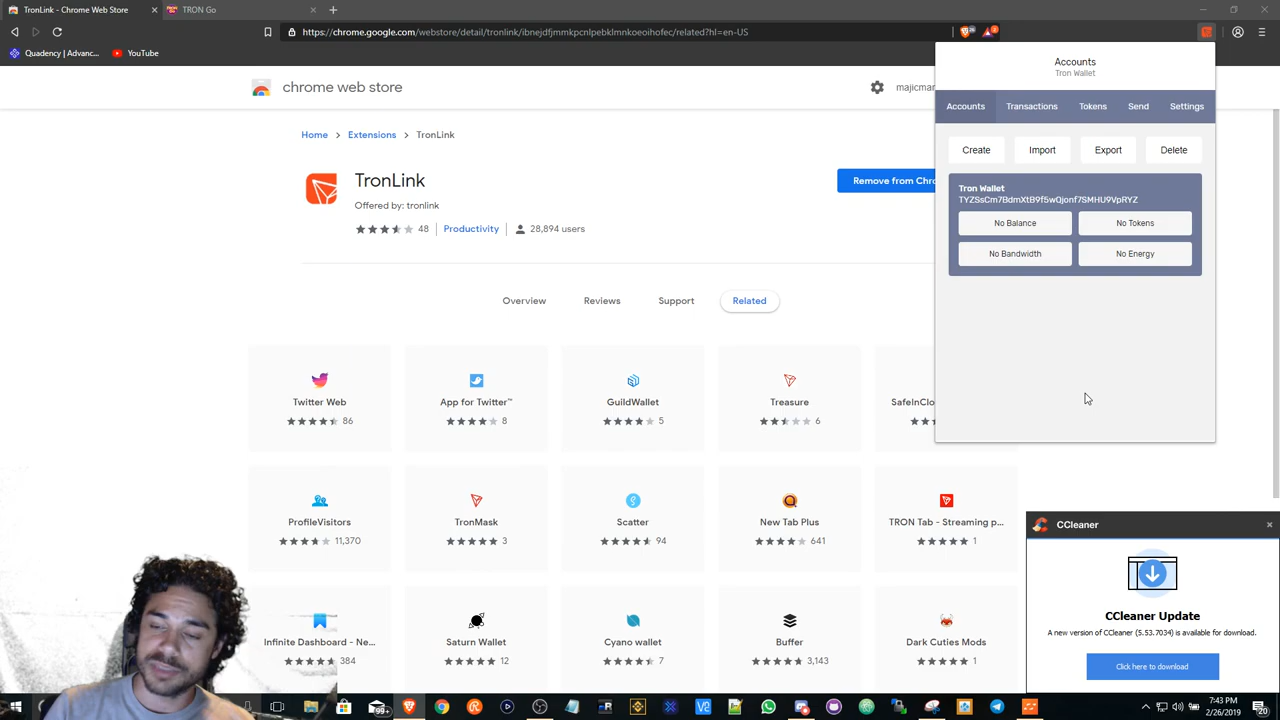 TronLink - Chrome Web Store
TRON Go
https://chrome.google.com/webstore/detail/tronlink/ibnejdfjmmkpcnlpebklmnkoeoihofec/related?hl=en-US
Quadency | Advanc...
YouTube
chrome web store
majicmar
Home
Extensions
TronLink
TronLink
Offered by: tronlink
48
Productivity
28,894 users
Remove from Chro
Overview
Reviews
Support
Related
Twitter Web
86
App for Twitter™
8
GuildWallet
5
Treasure
6
SafeInClo
ProfileVisitors
11,370
TronMask
3
Scatter
94
New Tab Plus
641
TRON Tab - Streaming p...
1
Infinite Dashboard - Ne...
384
Saturn Wallet
12
Cyano wallet
7
Buffer
3,143
Dark Cuties Mods
1
Accounts
Tron Wallet
Accounts
Transactions
Tokens
Send
Settings
Create
Import
Export
Delete
Tron Wallet
TYZSsCm7BdmXtB9f5wQjonf7SMHU9VpRYZ
No Balance
No Tokens
No Bandwidth
No Energy
CCleaner
CCleaner Update
A new version of CCleaner (5.53.7034) is available for download.
Click here to download
99+
7:43 PM
2/26/2019
20